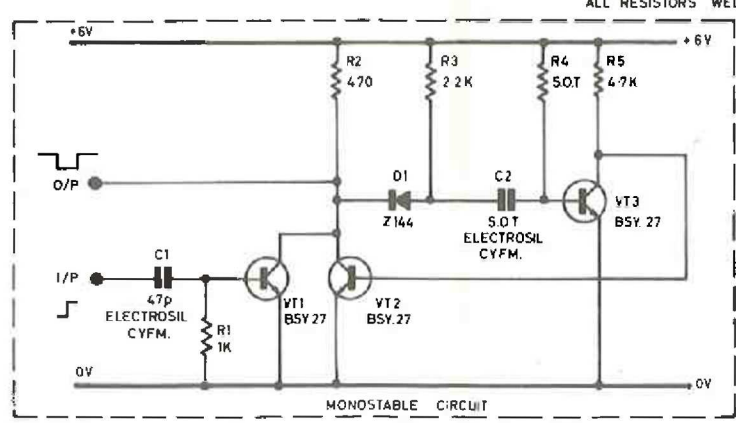 ALL RESISTORS WEL
+6V
+6V
R2
470
R3
2·2K
R4
S.O.T
R5
4·7K
O/P
D1
Z144
C2
S.O.T
ELECTROSIL
CYFM.
VT3
BSY. 27
I/P
C1
47p
ELECTROSIL
CYFM.
R1
1K
VT1
BSY 27
VT2
BSY. 27
0V
0V
MONOSTABLE CIRCUIT